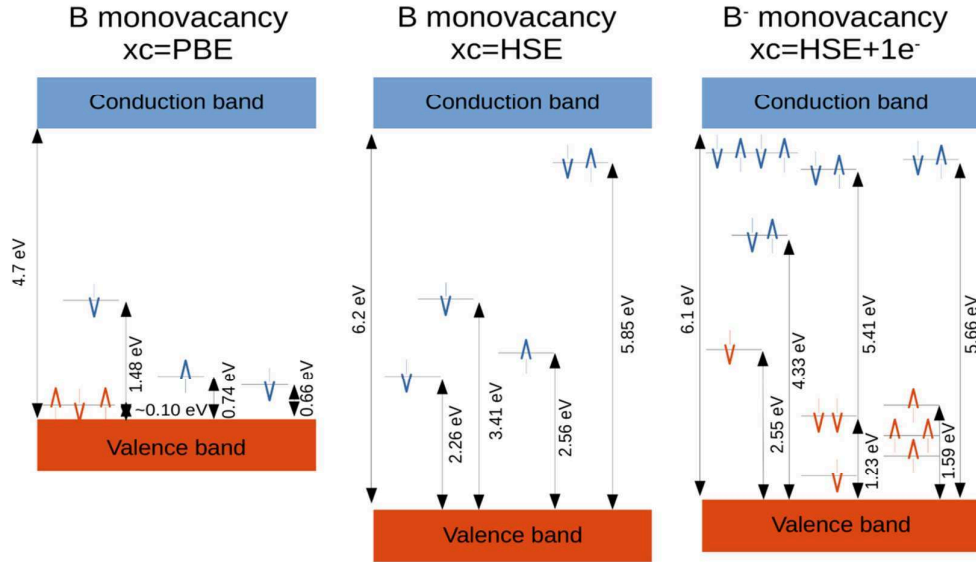 B monovacancy
xc=PBE
Conduction band
4.7 eV
1.48 eV
~0.10 eV
0.74 eV
0.66 eV
Valence band
B monovacancy
xc=HSE
Conduction band
6.2 eV
2.26 eV
3.41 eV
2.56 eV
5.85 eV
Valence band
B⁻ monovacancy
xc=HSE+1e⁻
Conduction band
6.1 eV
2.55 eV
4.33 eV
5.41 eV
1.23 eV
1.59 eV
5.66 eV
Valence band